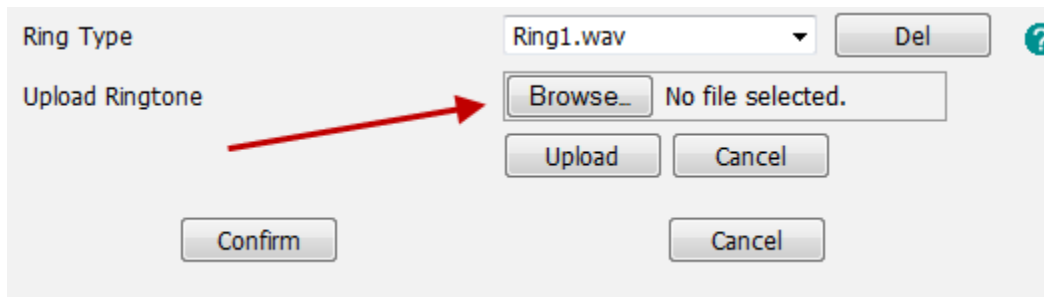 Ring Type Ring1.wav Del ?
Upload Ringtone Browse... No file selected.
Upload Cancel
Confirm Cancel